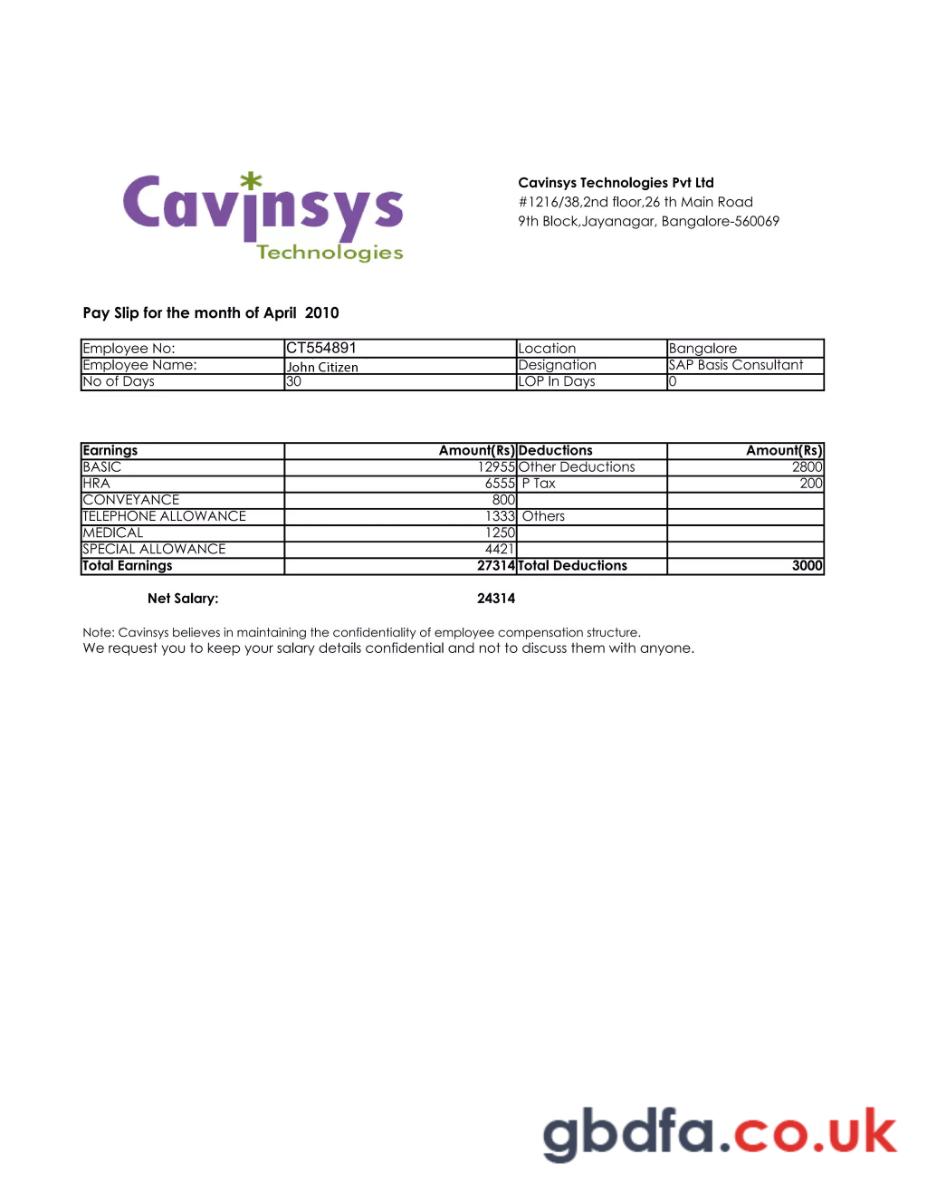 Cavinsys
Technologies
Cavinsys Technologies Pvt Ltd
#1216/38,2nd floor,26 th Main Road
9th Block,Jayanagar, Bangalore-560069
Pay Slip for the month of April 2010
Employee No: CT554891 Location Bangalore
Employee Name: John Citizen Designation SAP Basis Consultant
No of Days 30 LOP In Days 0
Earnings Amount(Rs) Deductions Amount(Rs)
BASIC 12955 Other Deductions 2800
HRA 6555 P Tax 200
CONVEYANCE 800
TELEPHONE ALLOWANCE 1333 Others
MEDICAL 1250
SPECIAL ALLOWANCE 4421
Total Earnings 27314 Total Deductions 3000
Net Salary: 24314
Note: Cavinsys believes in maintaining the confidentiality of employee compensation structure.
We request you to keep your salary details confidential and not to discuss them with anyone.
gbdfa.co.uk